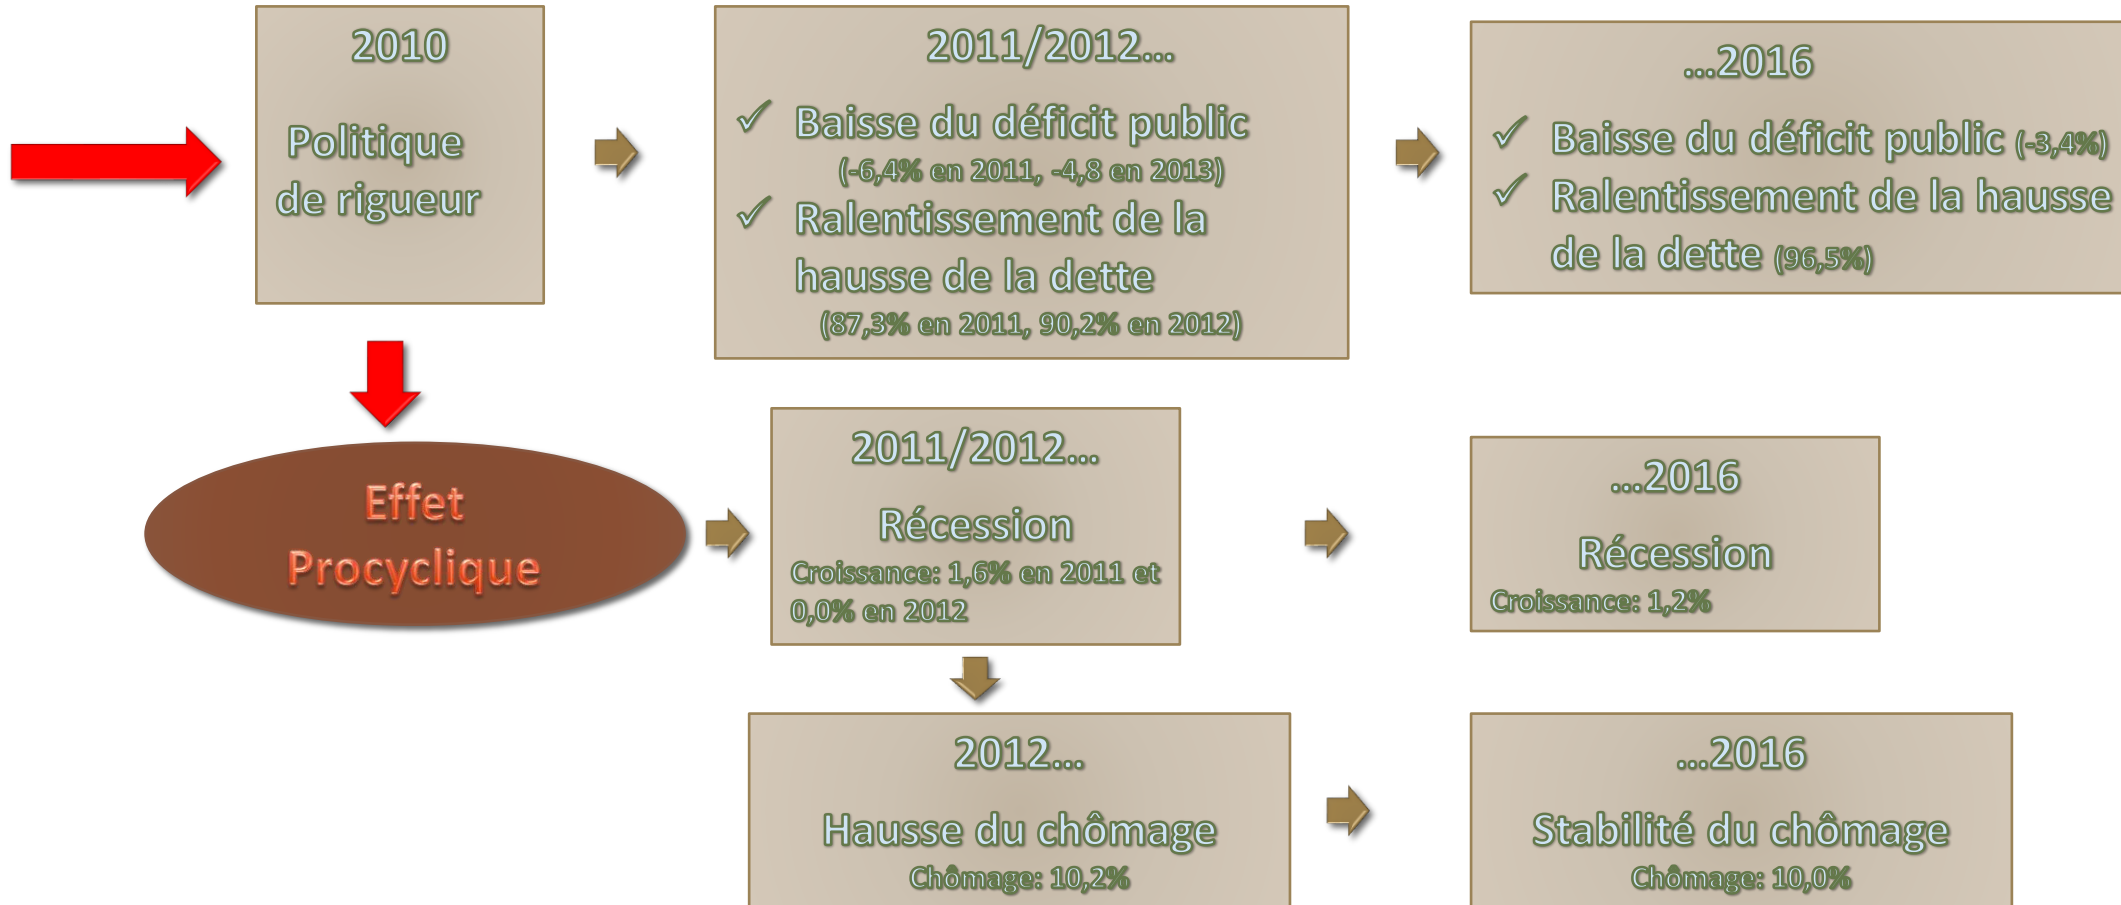 2010
Politique
de rigueur
2011/2012...
✓ Baisse du déficit public
(-6,4% en 2011, -4,8 en 2013)
✓ Ralentissement de la
hausse de la dette
(87,3% en 2011, 90,2% en 2012)
...2016
✓ Baisse du déficit public (-3,4%)
✓ Ralentissement de la hausse
de la dette (96,5%)
Effet
Procyclique
2011/2012...
Récession
Croissance: 1,6% en 2011 et
0,0% en 2012
...2016
Récession
Croissance: 1,2%
2012...
Hausse du chômage
Chômage: 10,2%
...2016
Stabilité du chômage
Chômage: 10,0%